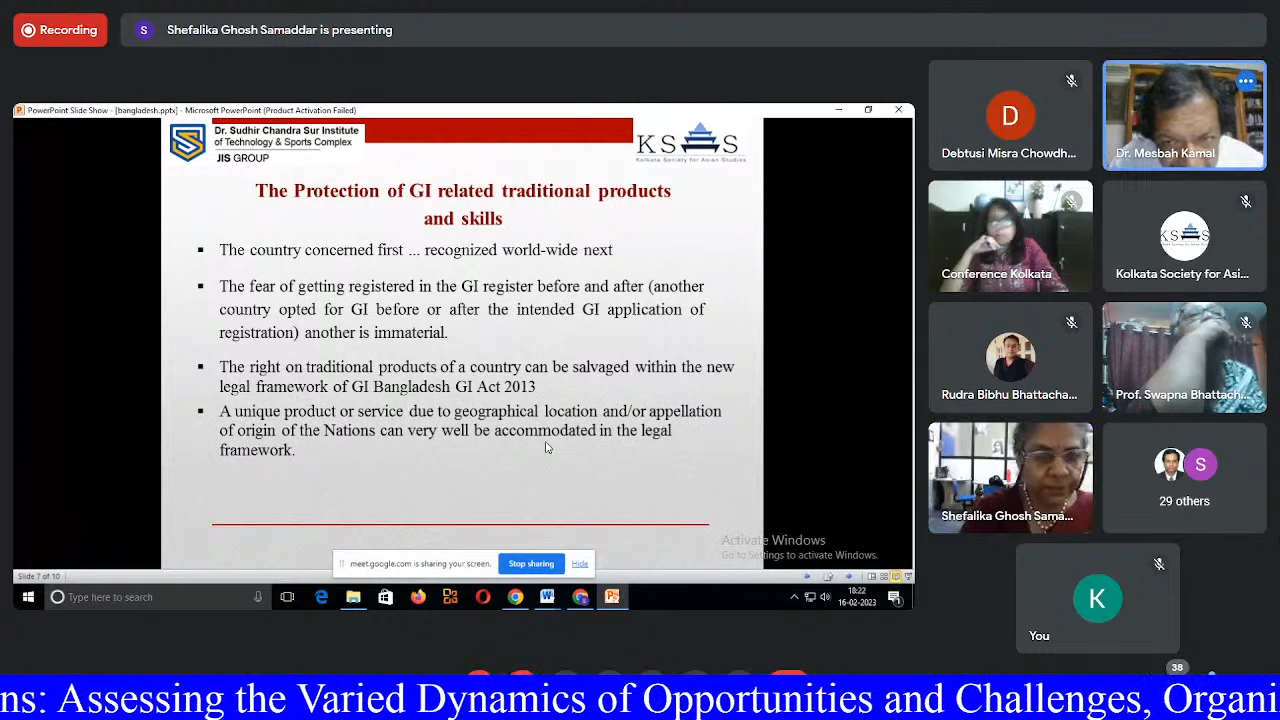 Recording
S
Shefalika Ghosh Samaddar is presenting
PowerPoint Slide Show - [bangladesh.pptx] - Microsoft PowerPoint (Product Activation Failed)
Dr. Sudhir Chandra Sur Institute
of Technology & Sports Complex
JIS GROUP
KSAS
Kolkata Society for Asian Studies
The Protection of GI related traditional products
and skills
▪ The country concerned first ... recognized world-wide next
▪ The fear of getting registered in the GI register before and after (another
country opted for GI before or after the intended GI application of
registration) another is immaterial.
▪ The right on traditional products of a country can be salvaged within the new
legal framework of GI Bangladesh GI Act 2013
▪ A unique product or service due to geographical location and/or appellation
of origin of the Nations can very well be accommodated in the legal
framework.
Activate Windows
Go to Settings to activate Windows.
meet.google.com is sharing your screen.
Stop sharing
Hide
Slide 7 of 10
Type here to search
18:22
16-02-2023
1
D
Debtusi Misra Chowdh...
Dr. Mesbah Kamal
Conference Kolkata
Kolkata Society for Asi...
Rudra Bibhu Bhattacha...
Prof. Swapna Bhattach...
Shefalika Ghosh Sama...
S
29 others
K
You
38
ns: Assessing the Varied Dynamics of Opportunities and Challenges, Organi